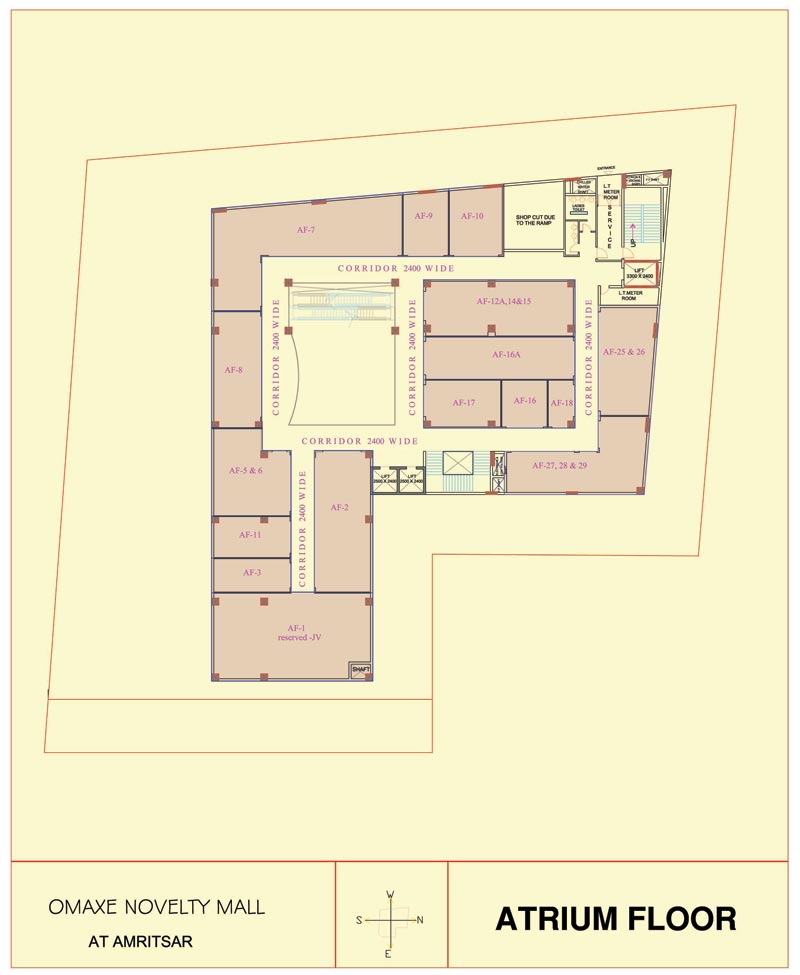 ENTRANCE
CHILLED
WATER
SHAFT
L.T
METER
ROOM
LADIES
TOILET
SERVICE
UP
AF-9
AF-10
SHOP CUT DUE
TO THE RAMP
AF-7
CORRIDOR 2400 WIDE
LIFT
3300 X 2400
L.T.METER
ROOM
CORRIDOR 2400 WIDE
CORRIDOR 2400 WIDE
CORRIDOR 2400 WIDE
AF-12A,14&15
AF-16A
AF-25 & 26
AF-8
AF-17
AF-16
AF-18
CORRIDOR 2400 WIDE
AF-5 & 6
CORRIDOR 2400 WIDE
LIFT
2500 X 2400
LIFT
2500 X 2400
AF-27, 28 & 29
AF-2
AF-11
AF-3
AF-1
reserved -JV
SHAFT
OMAXE NOVELTY MALL
AT AMRITSAR
W
S
N
E
ATRIUM FLOOR